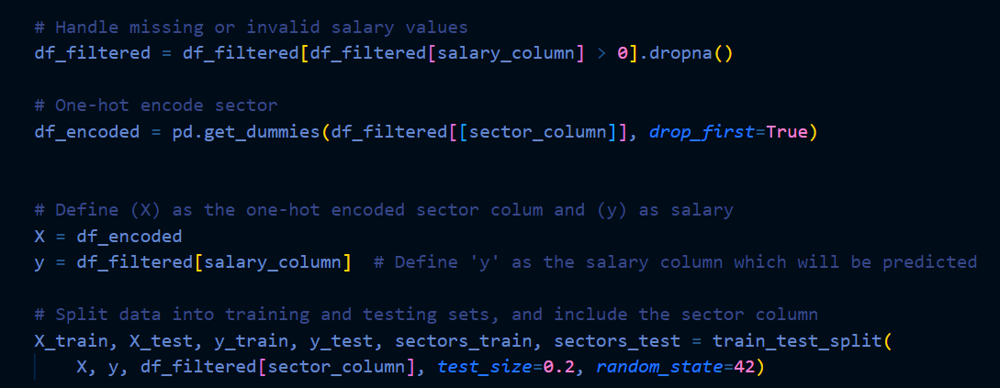 # Handle missing or invalid salary values
df_filtered = df_filtered[df_filtered[salary_column] > 0].dropna()
# One-hot encode sector
df_encoded = pd.get_dummies(df_filtered[[sector_column]], drop_first=True)
# Define (X) as the one-hot encoded sector colum and (y) as salary
X = df_encoded
y = df_filtered[salary_column]  # Define 'y' as the salary column which will be predicted
# Split data into training and testing sets, and include the sector column
X_train, X_test, y_train, y_test, sectors_train, sectors_test = train_test_split(
    X, y, df_filtered[sector_column], test_size=0.2, random_state=42)